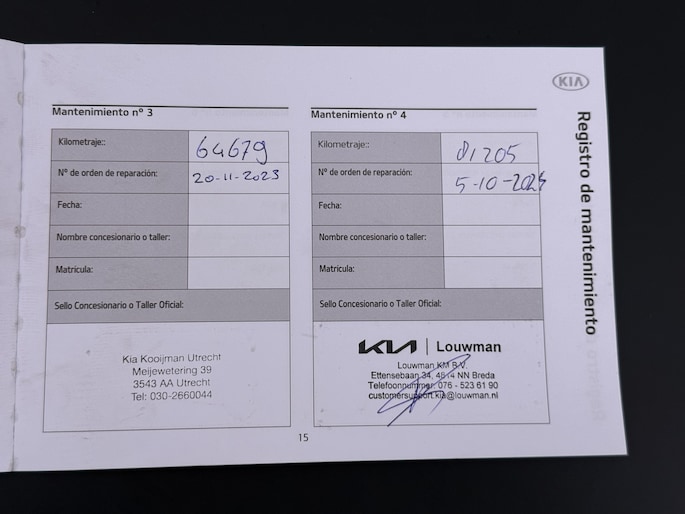 KIA
Registro de mantenimiento
Mantenimiento nº 3
Kilometraje:: 64679
Nº de orden de reparación: 20-11-2023
Fecha:
Nombre concesionario o taller:
Matrícula:
Sello Concesionario o Taller Oficial:
Kia Kooijman Utrecht
Meijewetering 39
3543 AA Utrecht
Tel: 030-2660044
Mantenimiento nº 4
Kilometraje:: 81205
Nº de orden de reparación: 5-10-2024
Fecha:
Nombre concesionario o taller:
Matrícula:
Sello Concesionario o Taller Oficial:
KIA | Louwman
Louwman KM B.V.
Ettensebaan 34, 4814 NN Breda
Telefoonnummer: 076 - 523 61 90
customersupport.kia@louwman.nl
15